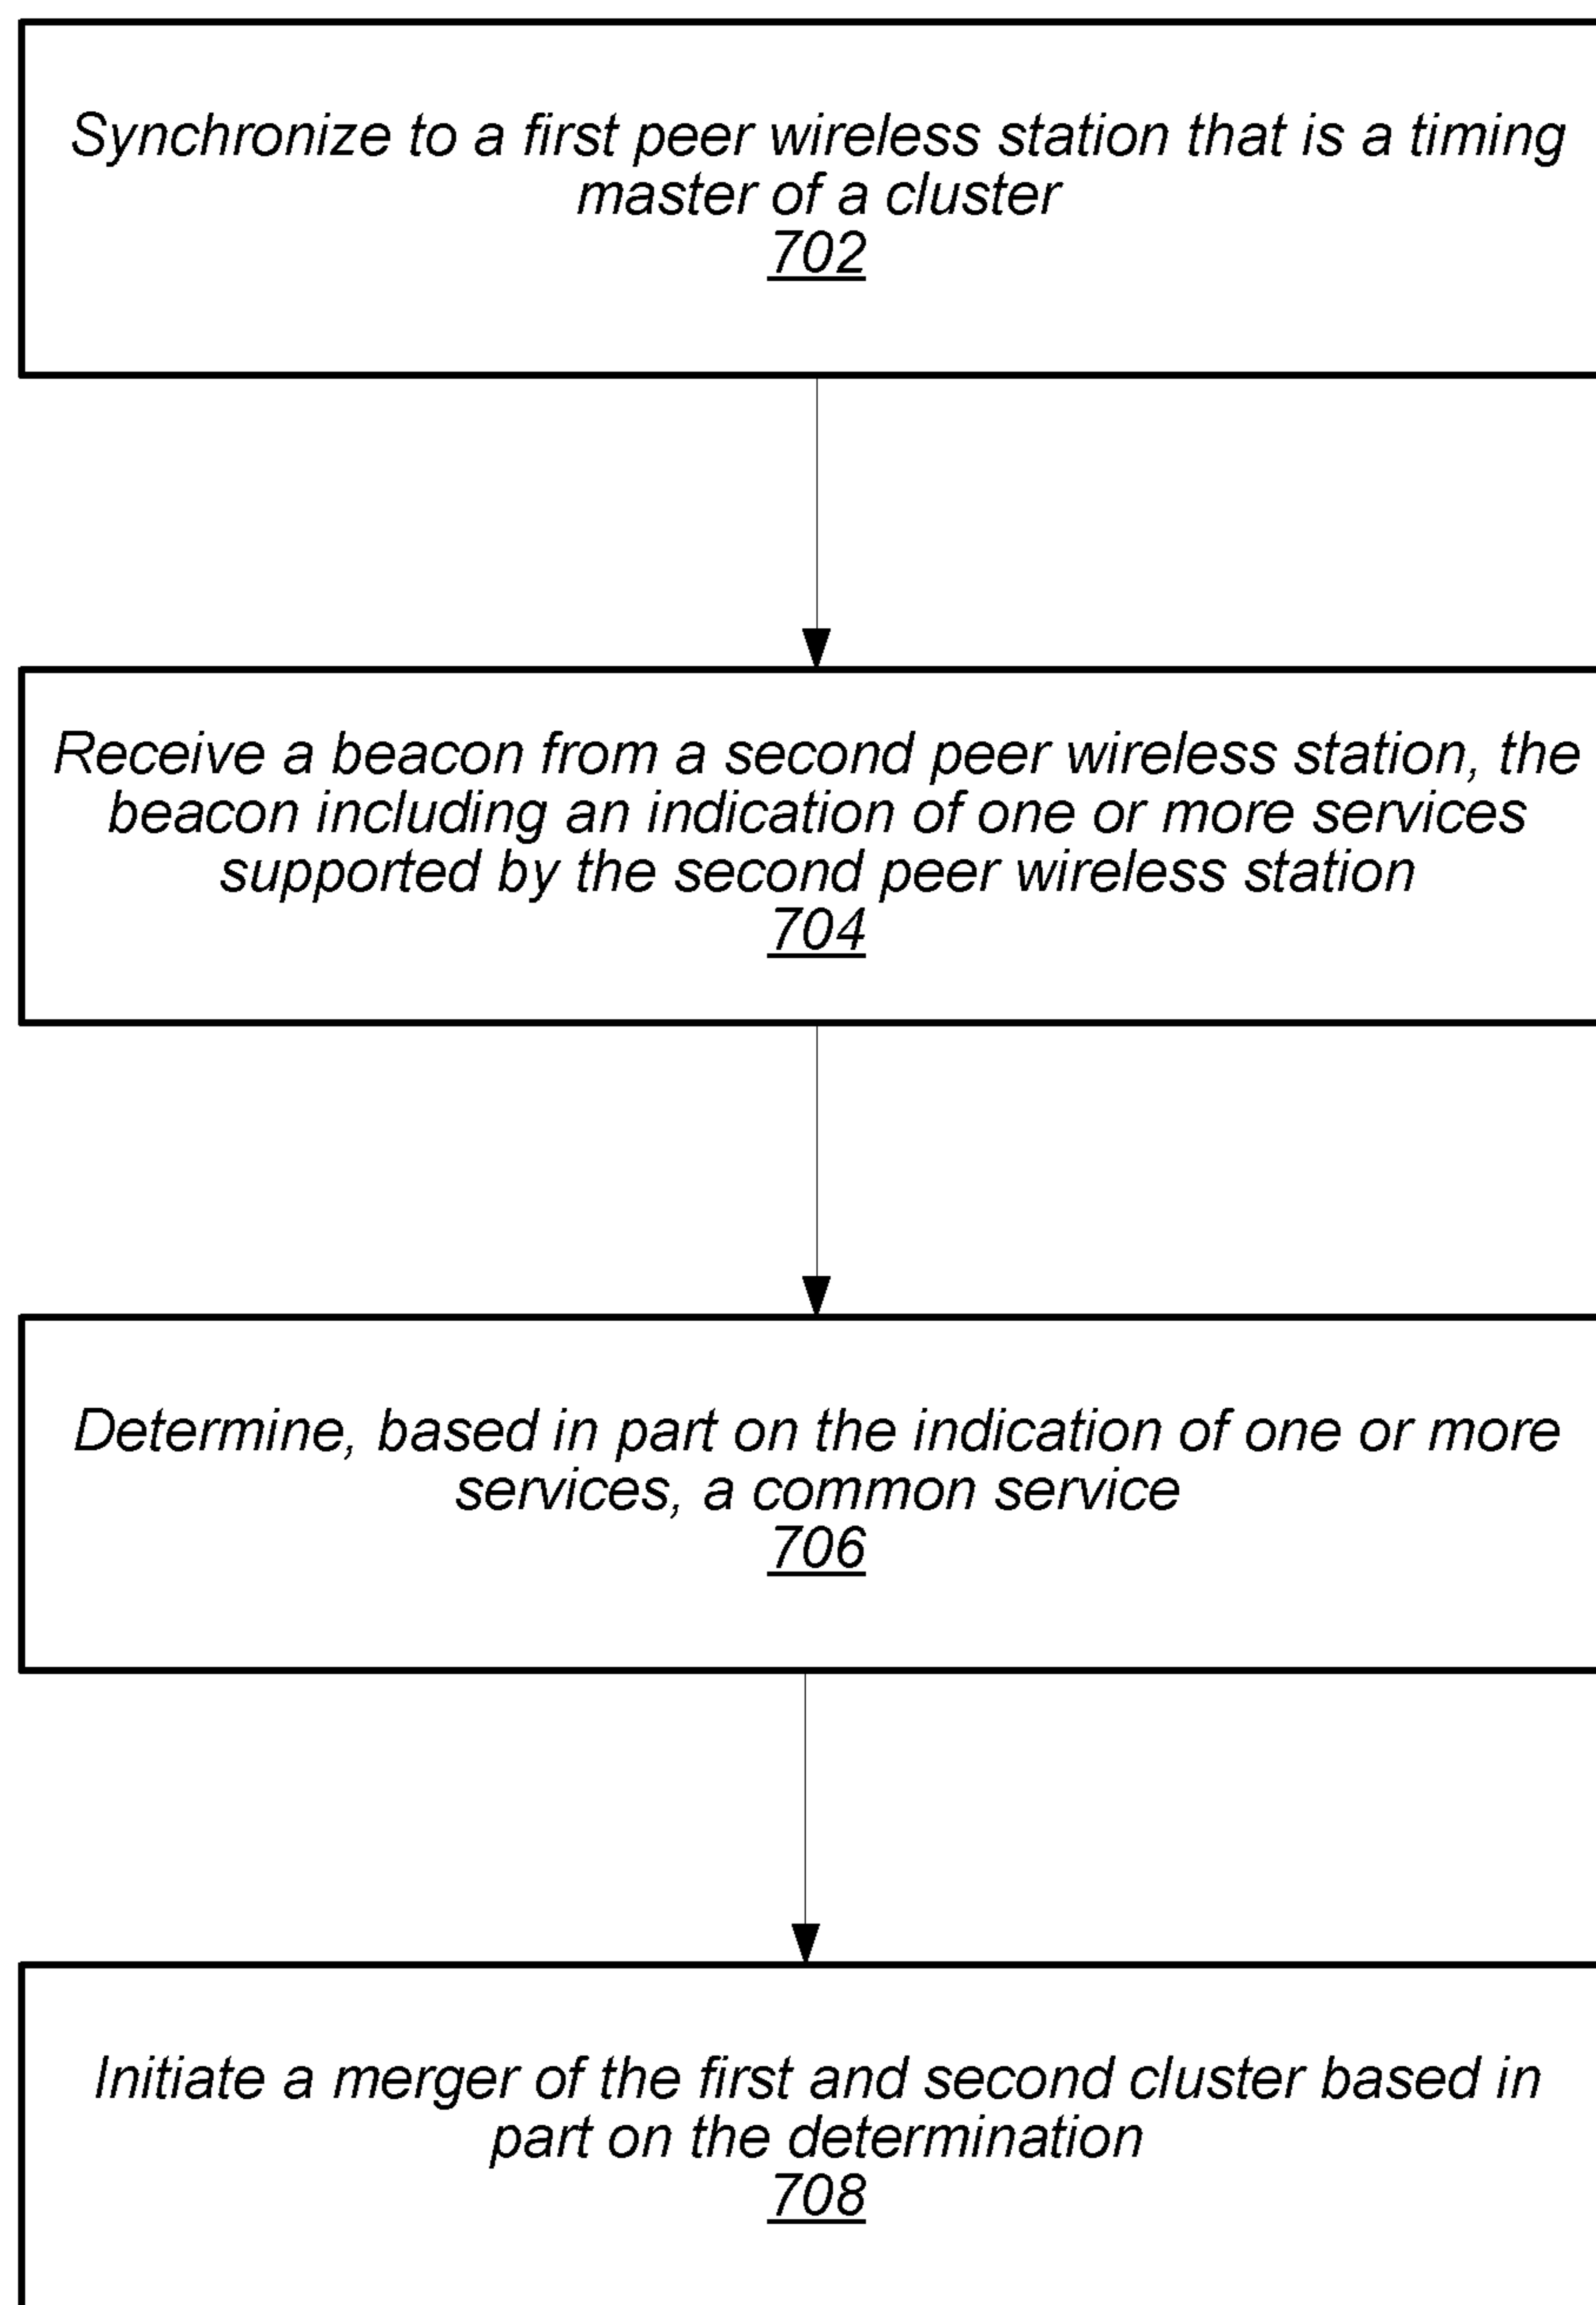 Synchronize to a first peer wireless station that is a timing
master of a cluster
702
Receive a beacon from a second peer wireless station, the
beacon including an indication of one or more services
supported by the second peer wireless station
704
Determine, based in part on the indication of one or more
services, a common service
706
Initiate a merger of the first and second cluster based in
part on the determination
708